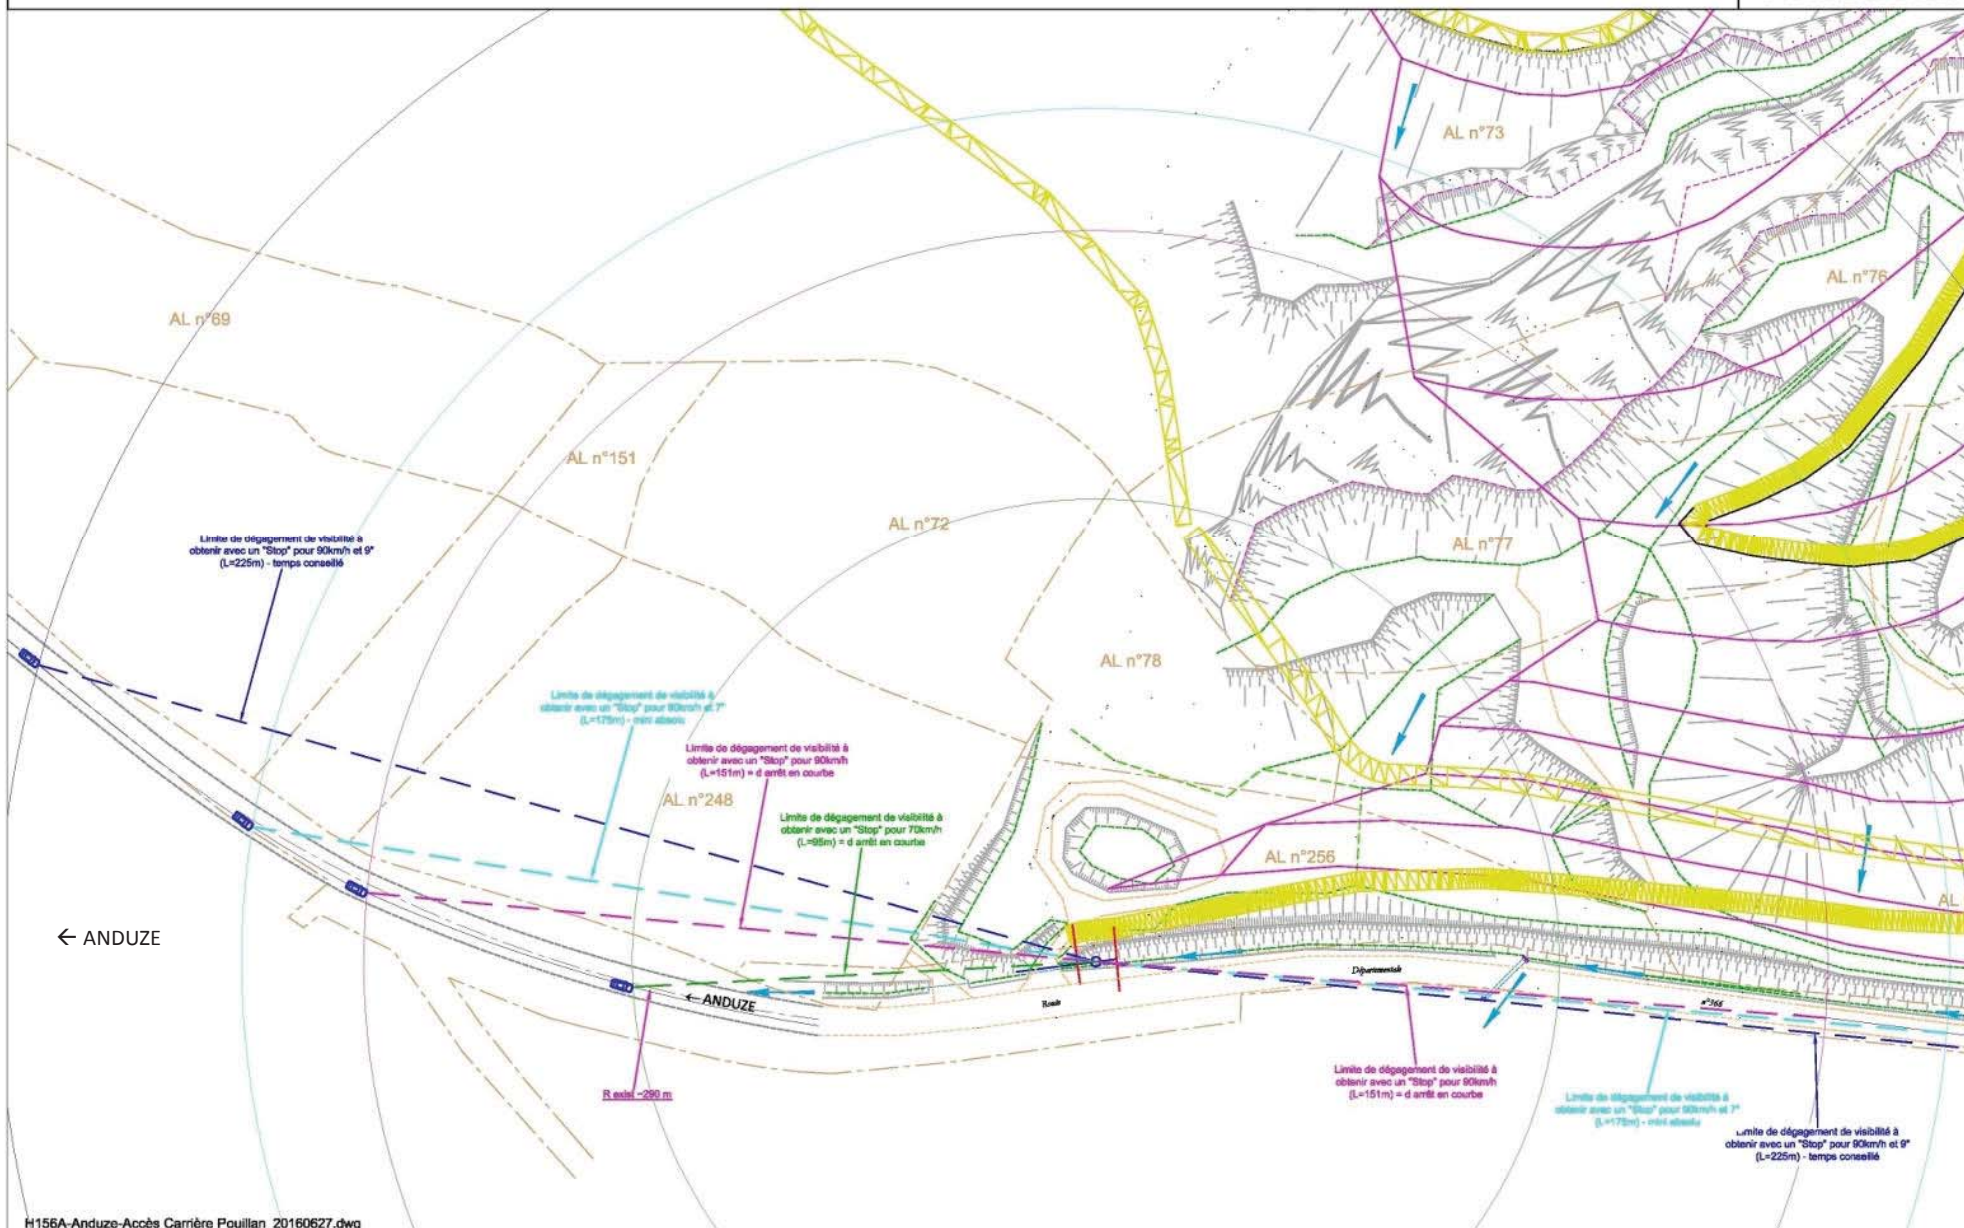 AL n°73
AL n°76
AL n°69
AL n°151
AL n°72
AL n°77
Limite de dégagement de visibilité à
obtenir avec un "Stop" pour 90km/h et 9"
(L=225m) - temps conseillé
AL n°78
Limite de dégagement de visibilité à
obtenir avec un "Stop" pour 90km/h et 7"
(L=175m) - mini absolu
Limite de dégagement de visibilité à
obtenir avec un "Stop" pour 90km/h
(L=151m) = d arrêt en courbe
AL n°248
Limite de dégagement de visibilité à
obtenir avec un "Stop" pour 70km/h
(L=95m) = d arrêt en courbe
AL n°256
AL
← ANDUZE
Départementale
← ANDUZE
Route
n°366
R exist ~290 m
Limite de dégagement de visibilité à
obtenir avec un "Stop" pour 90km/h
(L=151m) = d arrêt en courbe
Limite de dégagement de visibilité à
obtenir avec un "Stop" pour 90km/h et 7"
(L=175m) - mini absolu
Limite de dégagement de visibilité à
obtenir avec un "Stop" pour 90km/h et 9"
(L=225m) - temps conseillé
H156A-Anduze-Accès Carrière Pouillan_20160627.dwg